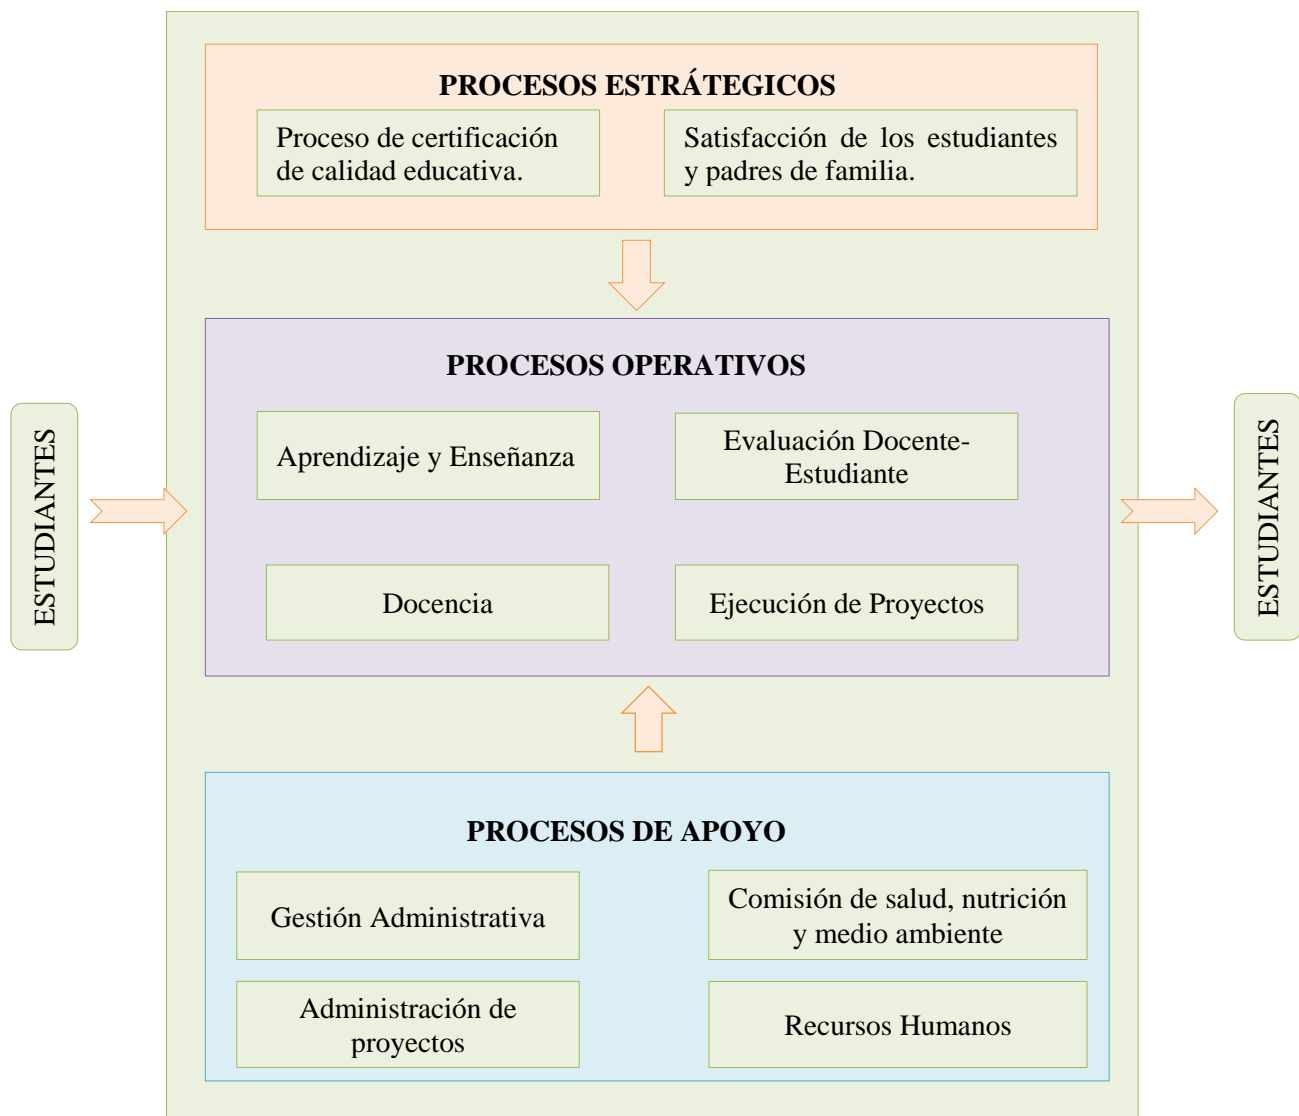 PROCESOS ESTRÁTEGICOS
Proceso de certificación
de calidad educativa.
Satisfacción de los estudiantes
y padres de familia.
PROCESOS OPERATIVOS
ESTUDIANTES
Aprendizaje y Enseñanza
Evaluación Docente-
Estudiante
Docencia
Ejecución de Proyectos
ESTUDIANTES
PROCESOS DE APOYO
Gestión Administrativa
Comisión de salud, nutrición
y medio ambiente
Administración de
proyectos
Recursos Humanos